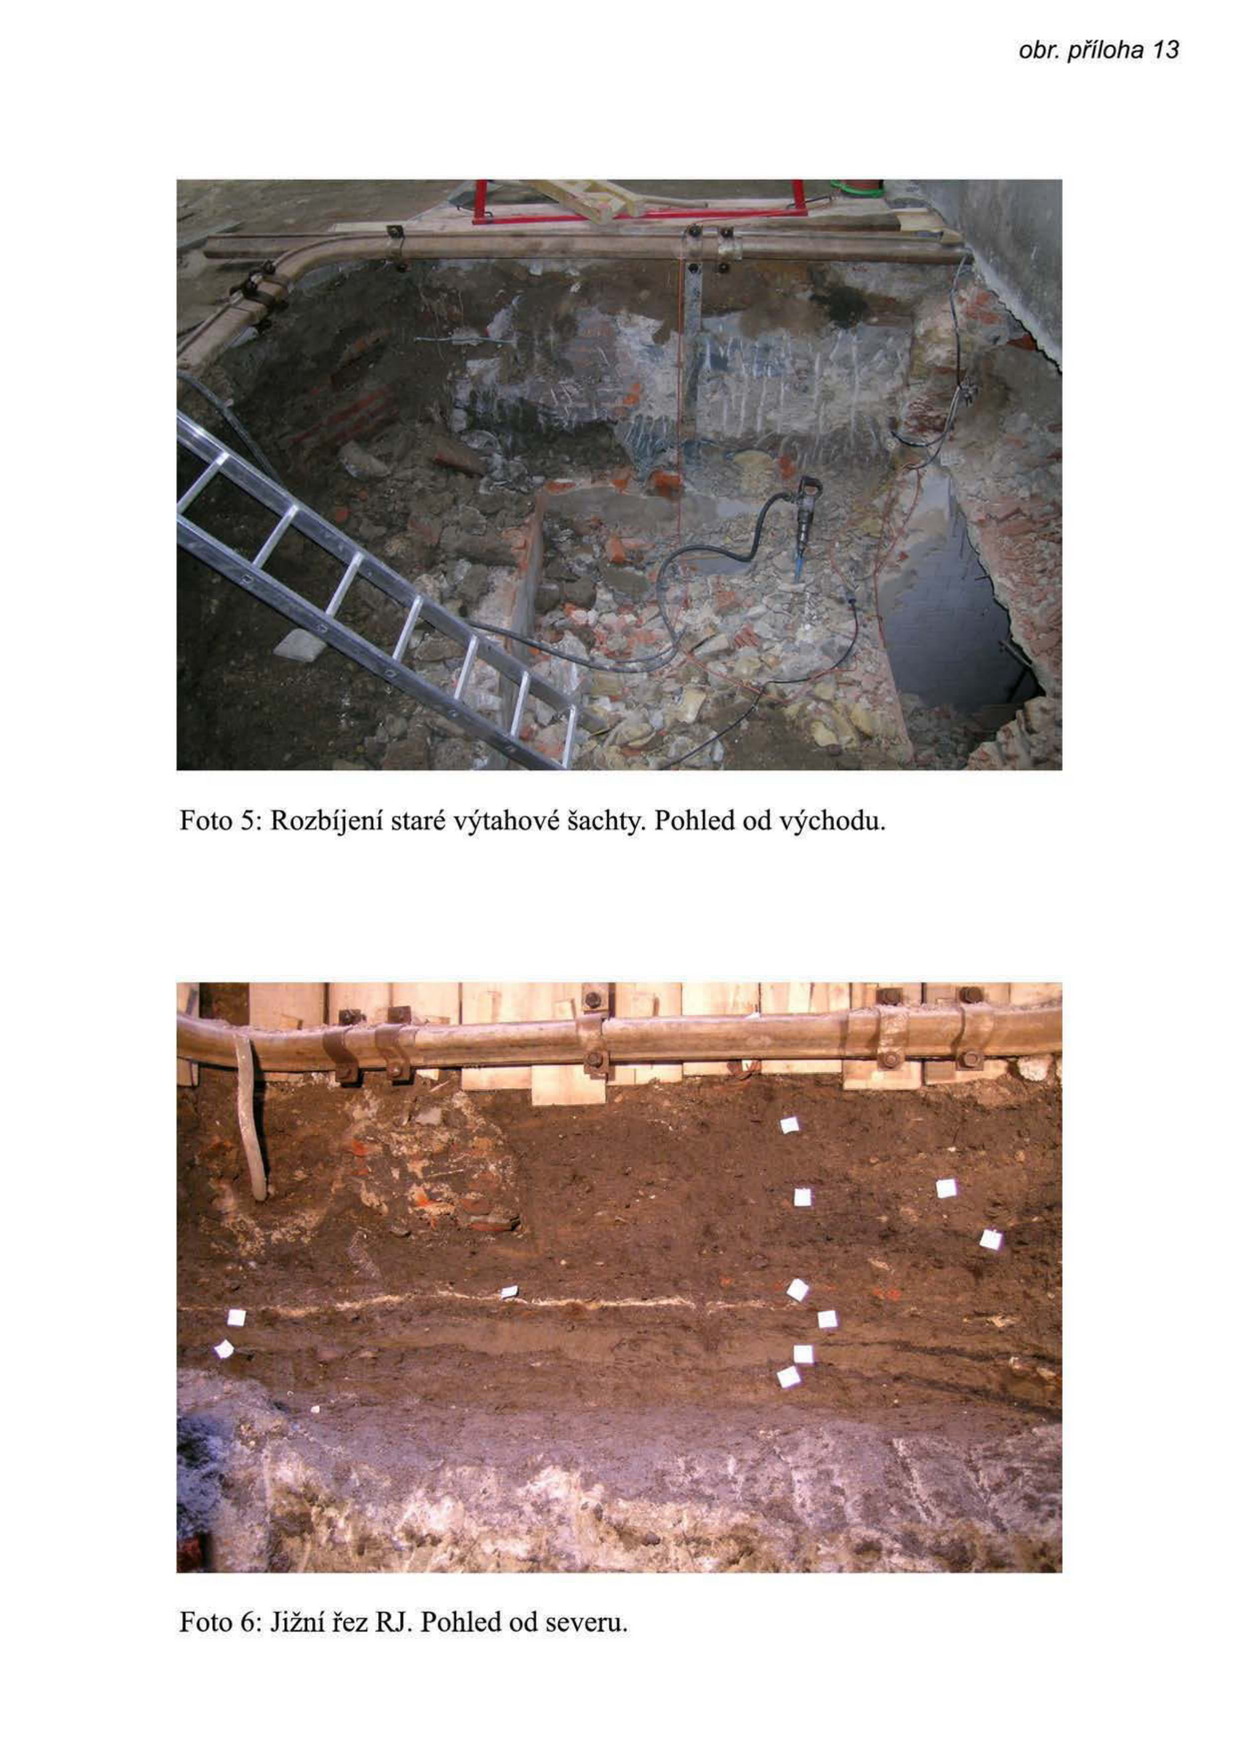 obr. příloha 13
Foto 5: Rozbíjení staré výtahové šachty. Pohled od východu.
Foto 6: Jižní řez RJ. Pohled od severu.